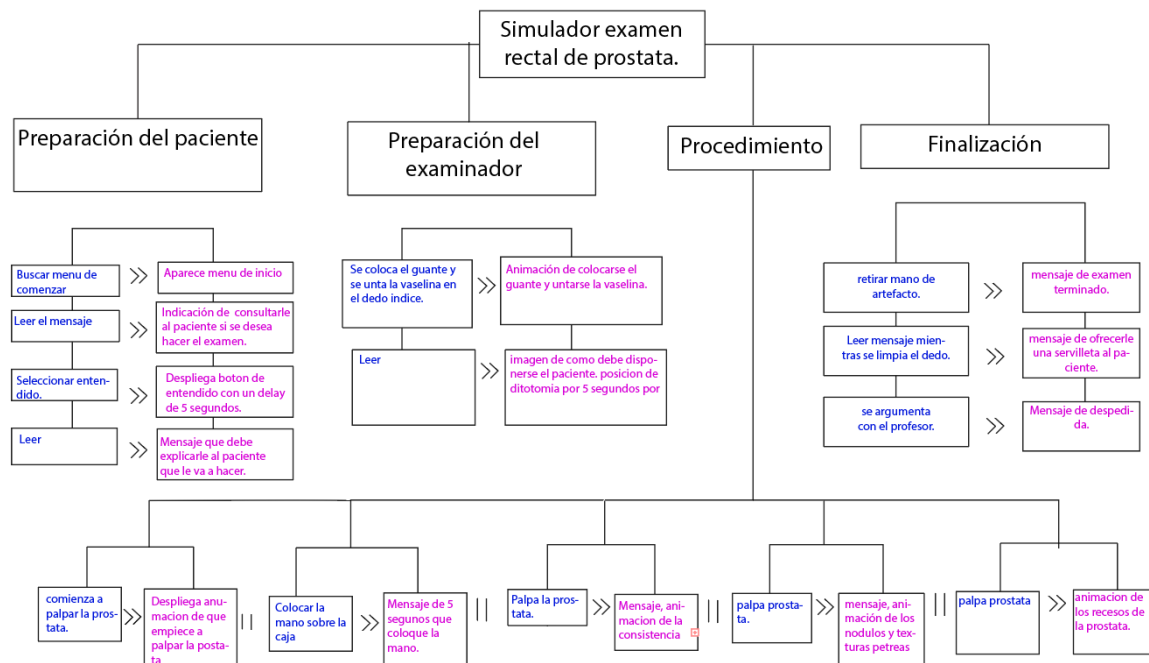 Simulador examen
rectal de prostata.
Preparación del paciente
Preparación del
examinador
Procedimiento
Finalización
Buscar menu de
comenzar
>>
Aparece menu de inicio
Leer el mensaje
>>
Indicación de consultarle
al paciente si se desea
hacer el examen.
Seleccionar enten-
dido.
>>
Despliega boton de
entendido con un delay
de 5 segundos.
Leer
>>
Mensaje que debe
explicarle al paciente
que le va a hacer.
Se coloca el guante y
se unta la vaselina en
el dedo indice.
>>
Animación de colocarse el
guante y untarse la vaselina.
Leer
>>
imagen de como debe dispo-
nerse el paciente. posicion de
ditotomia por 5 segundos por
retirar mano de
artefacto.
>>
mensaje de examen
terminado.
Leer mensaje mien-
tras se limpia el dedo.
>>
mensaje de ofrecerle
una servilleta al pa-
ciente.
se argumenta
con el profesor.
>>
Mensaje de despedi-
da.
comienza a
palpar la pros-
tata.
>>
Despliega anu-
macion de que
empiece a
palpar la postata
||
Colocar la
mano sobre la
caja
>>
Mensaje de 5
segunos que
coloque la
mano.
||
Palpa la pros-
tata.
>>
Mensaje, ani-
macion de la
consistencia
||
palpa prosta-
ta.
>>
mensaje, ani-
mación de los
nodulos y tex-
turas petreas
||
palpa prostata
>>
animacion de
los recesos de
la prostata.